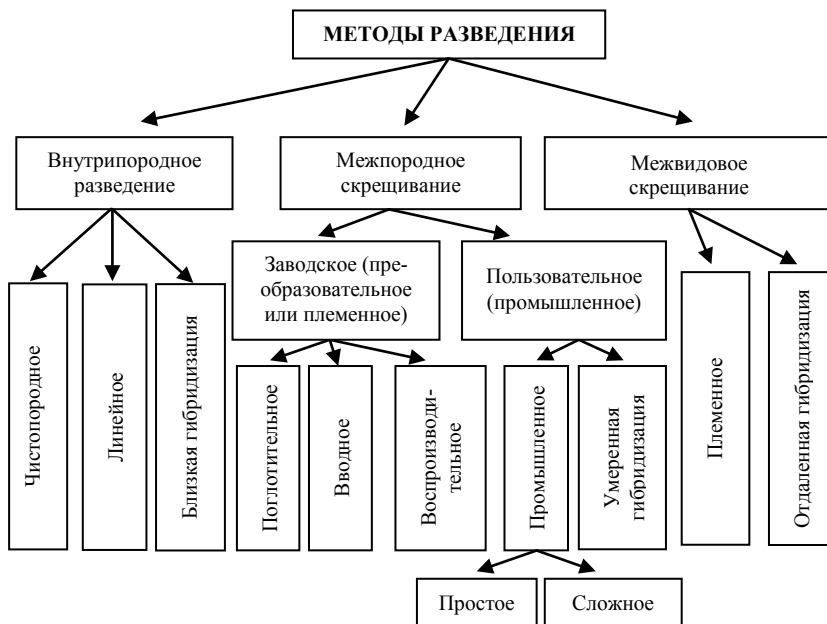 МЕТОДЫ РАЗВЕДЕНИЯ
Внутрипородное
разведение
Межпородное
скрещивание
Межвидовое
скрещивание
Заводское (пре-
образовательное
или племенное)
Пользовательное
(промышленное)
Чистопородное
Линейное
Близкая гибридизация
Поглотительное
Вводное
Воспроизводи-
тельное
Промышленное
Умеренная
гибридизация
Племенное
Отдаленная гибридизация
Простое
Сложное